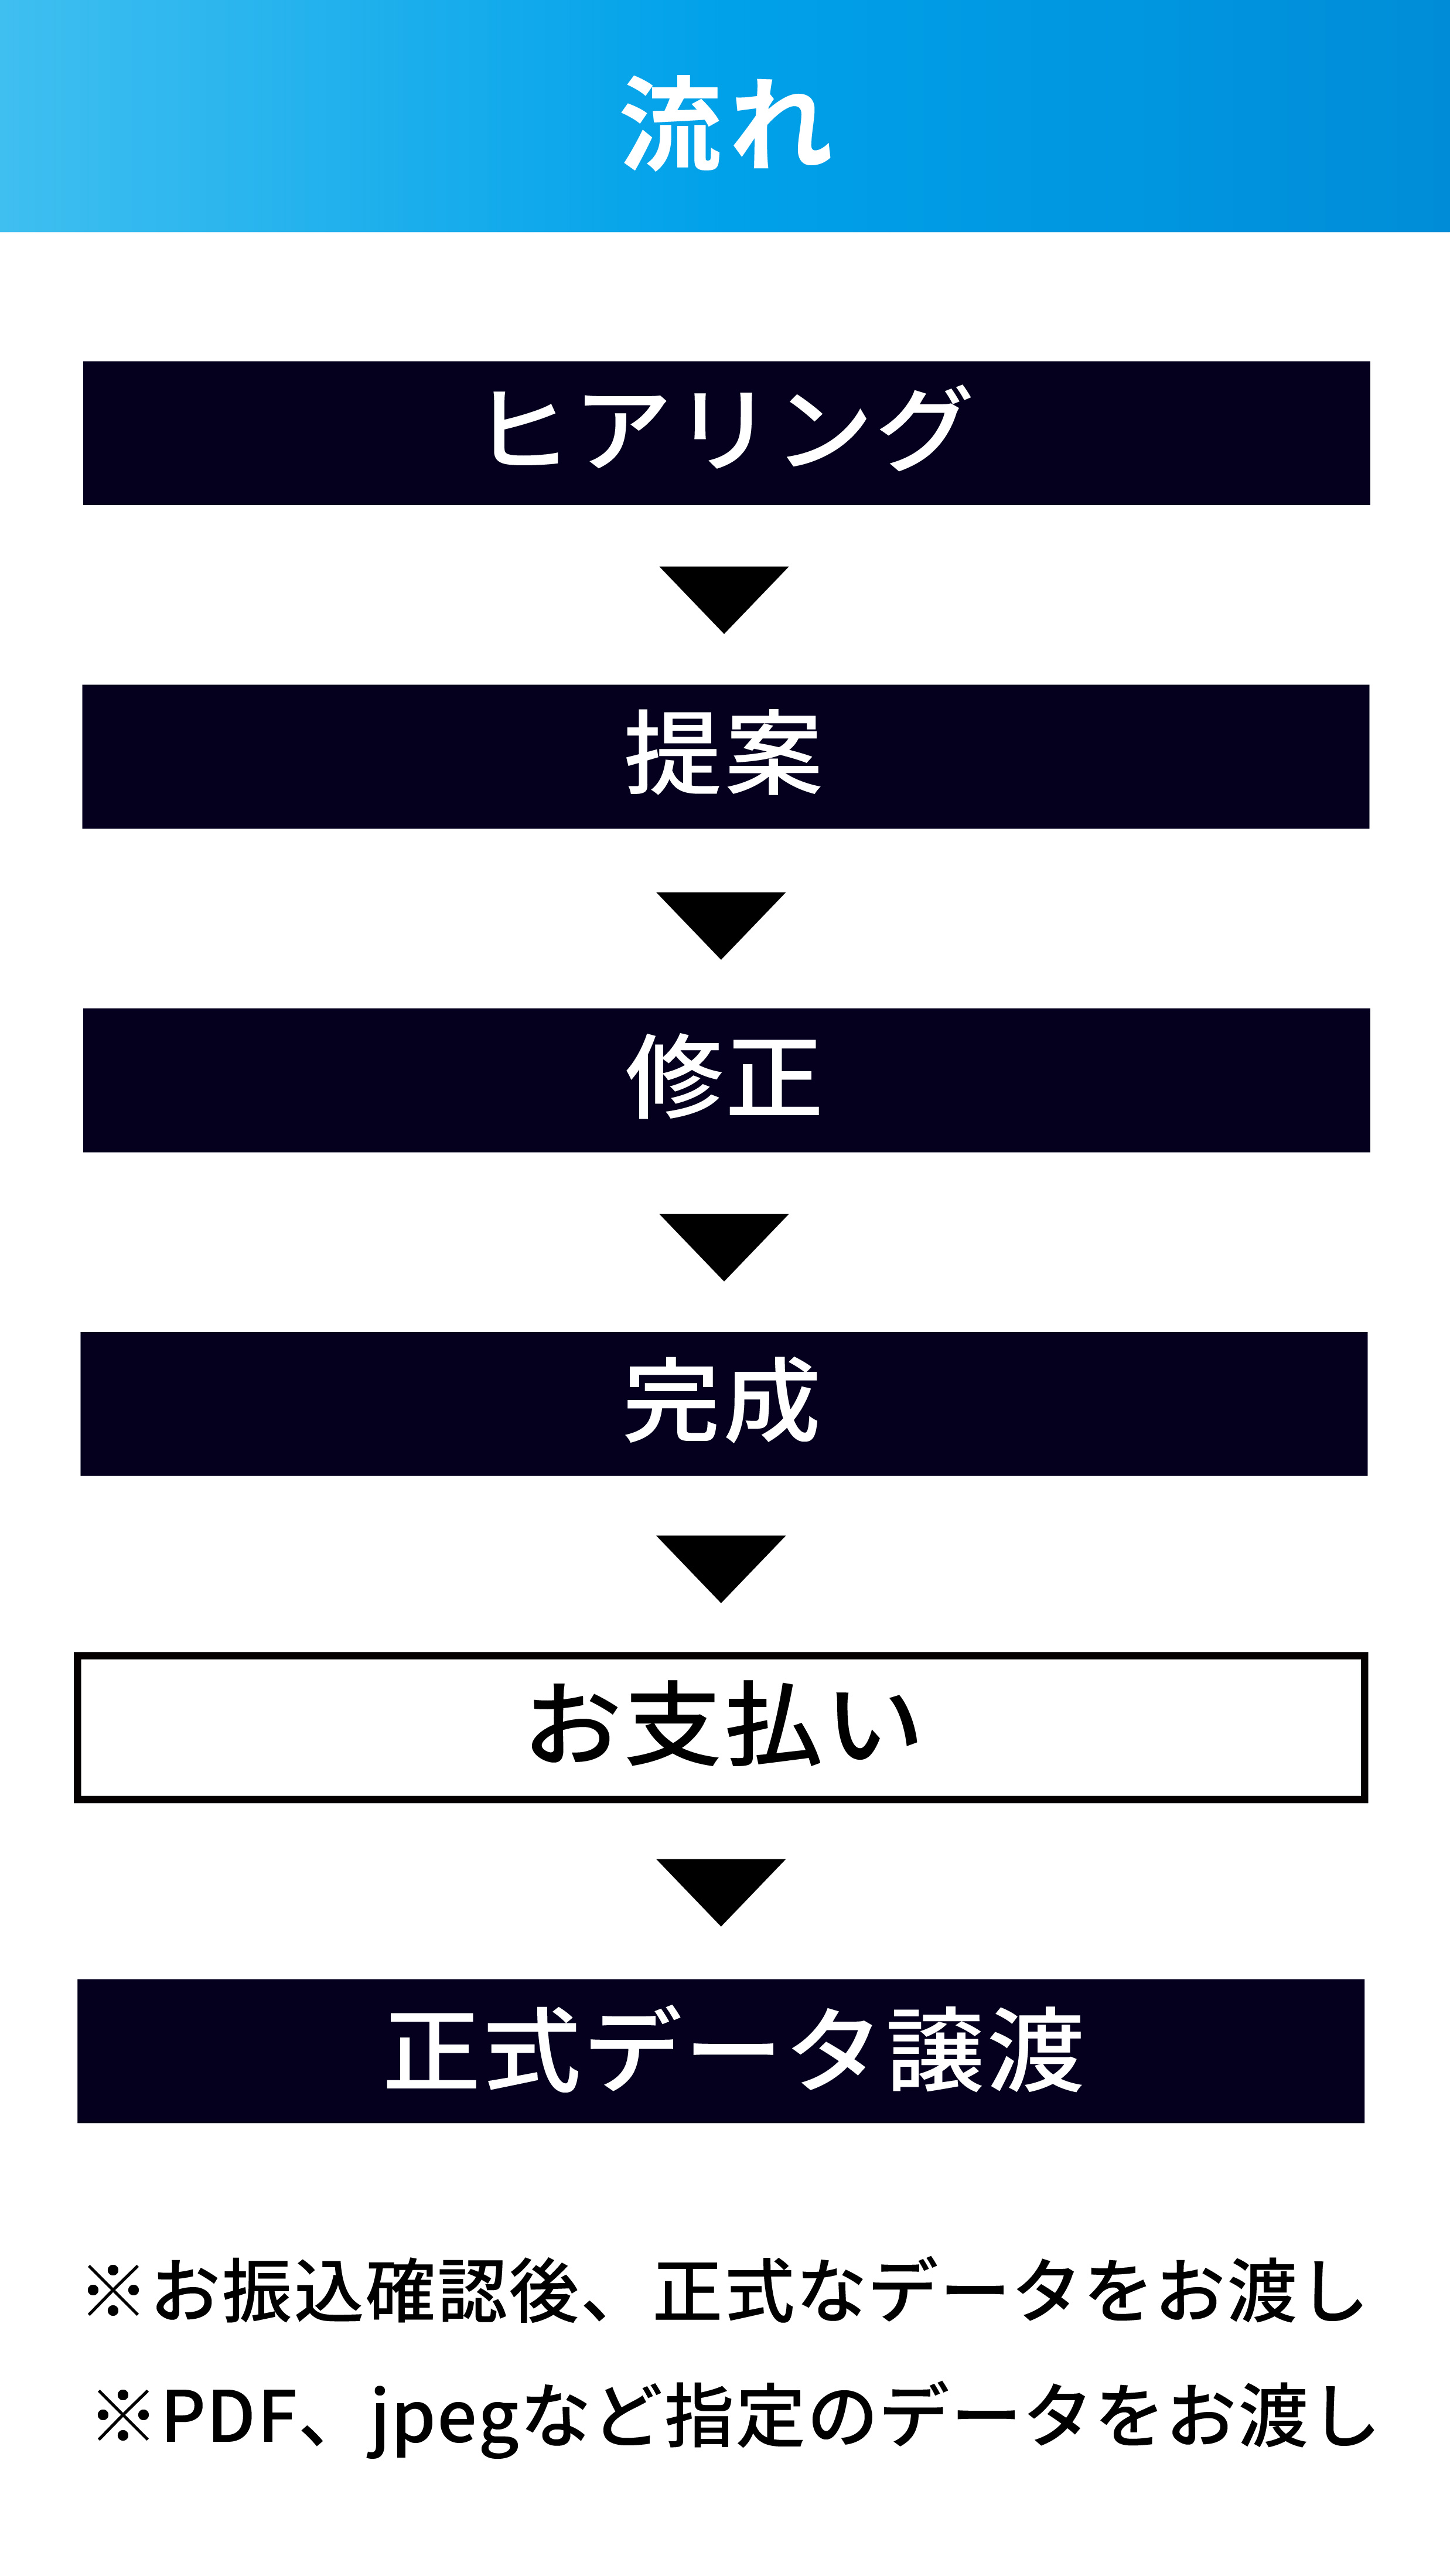 流れ
ヒアリング
提案
修正
完成
お支払い
正式データ譲渡
※お振込確認後、正式なデータをお渡し
※PDF、jpegなど指定のデータをお渡し